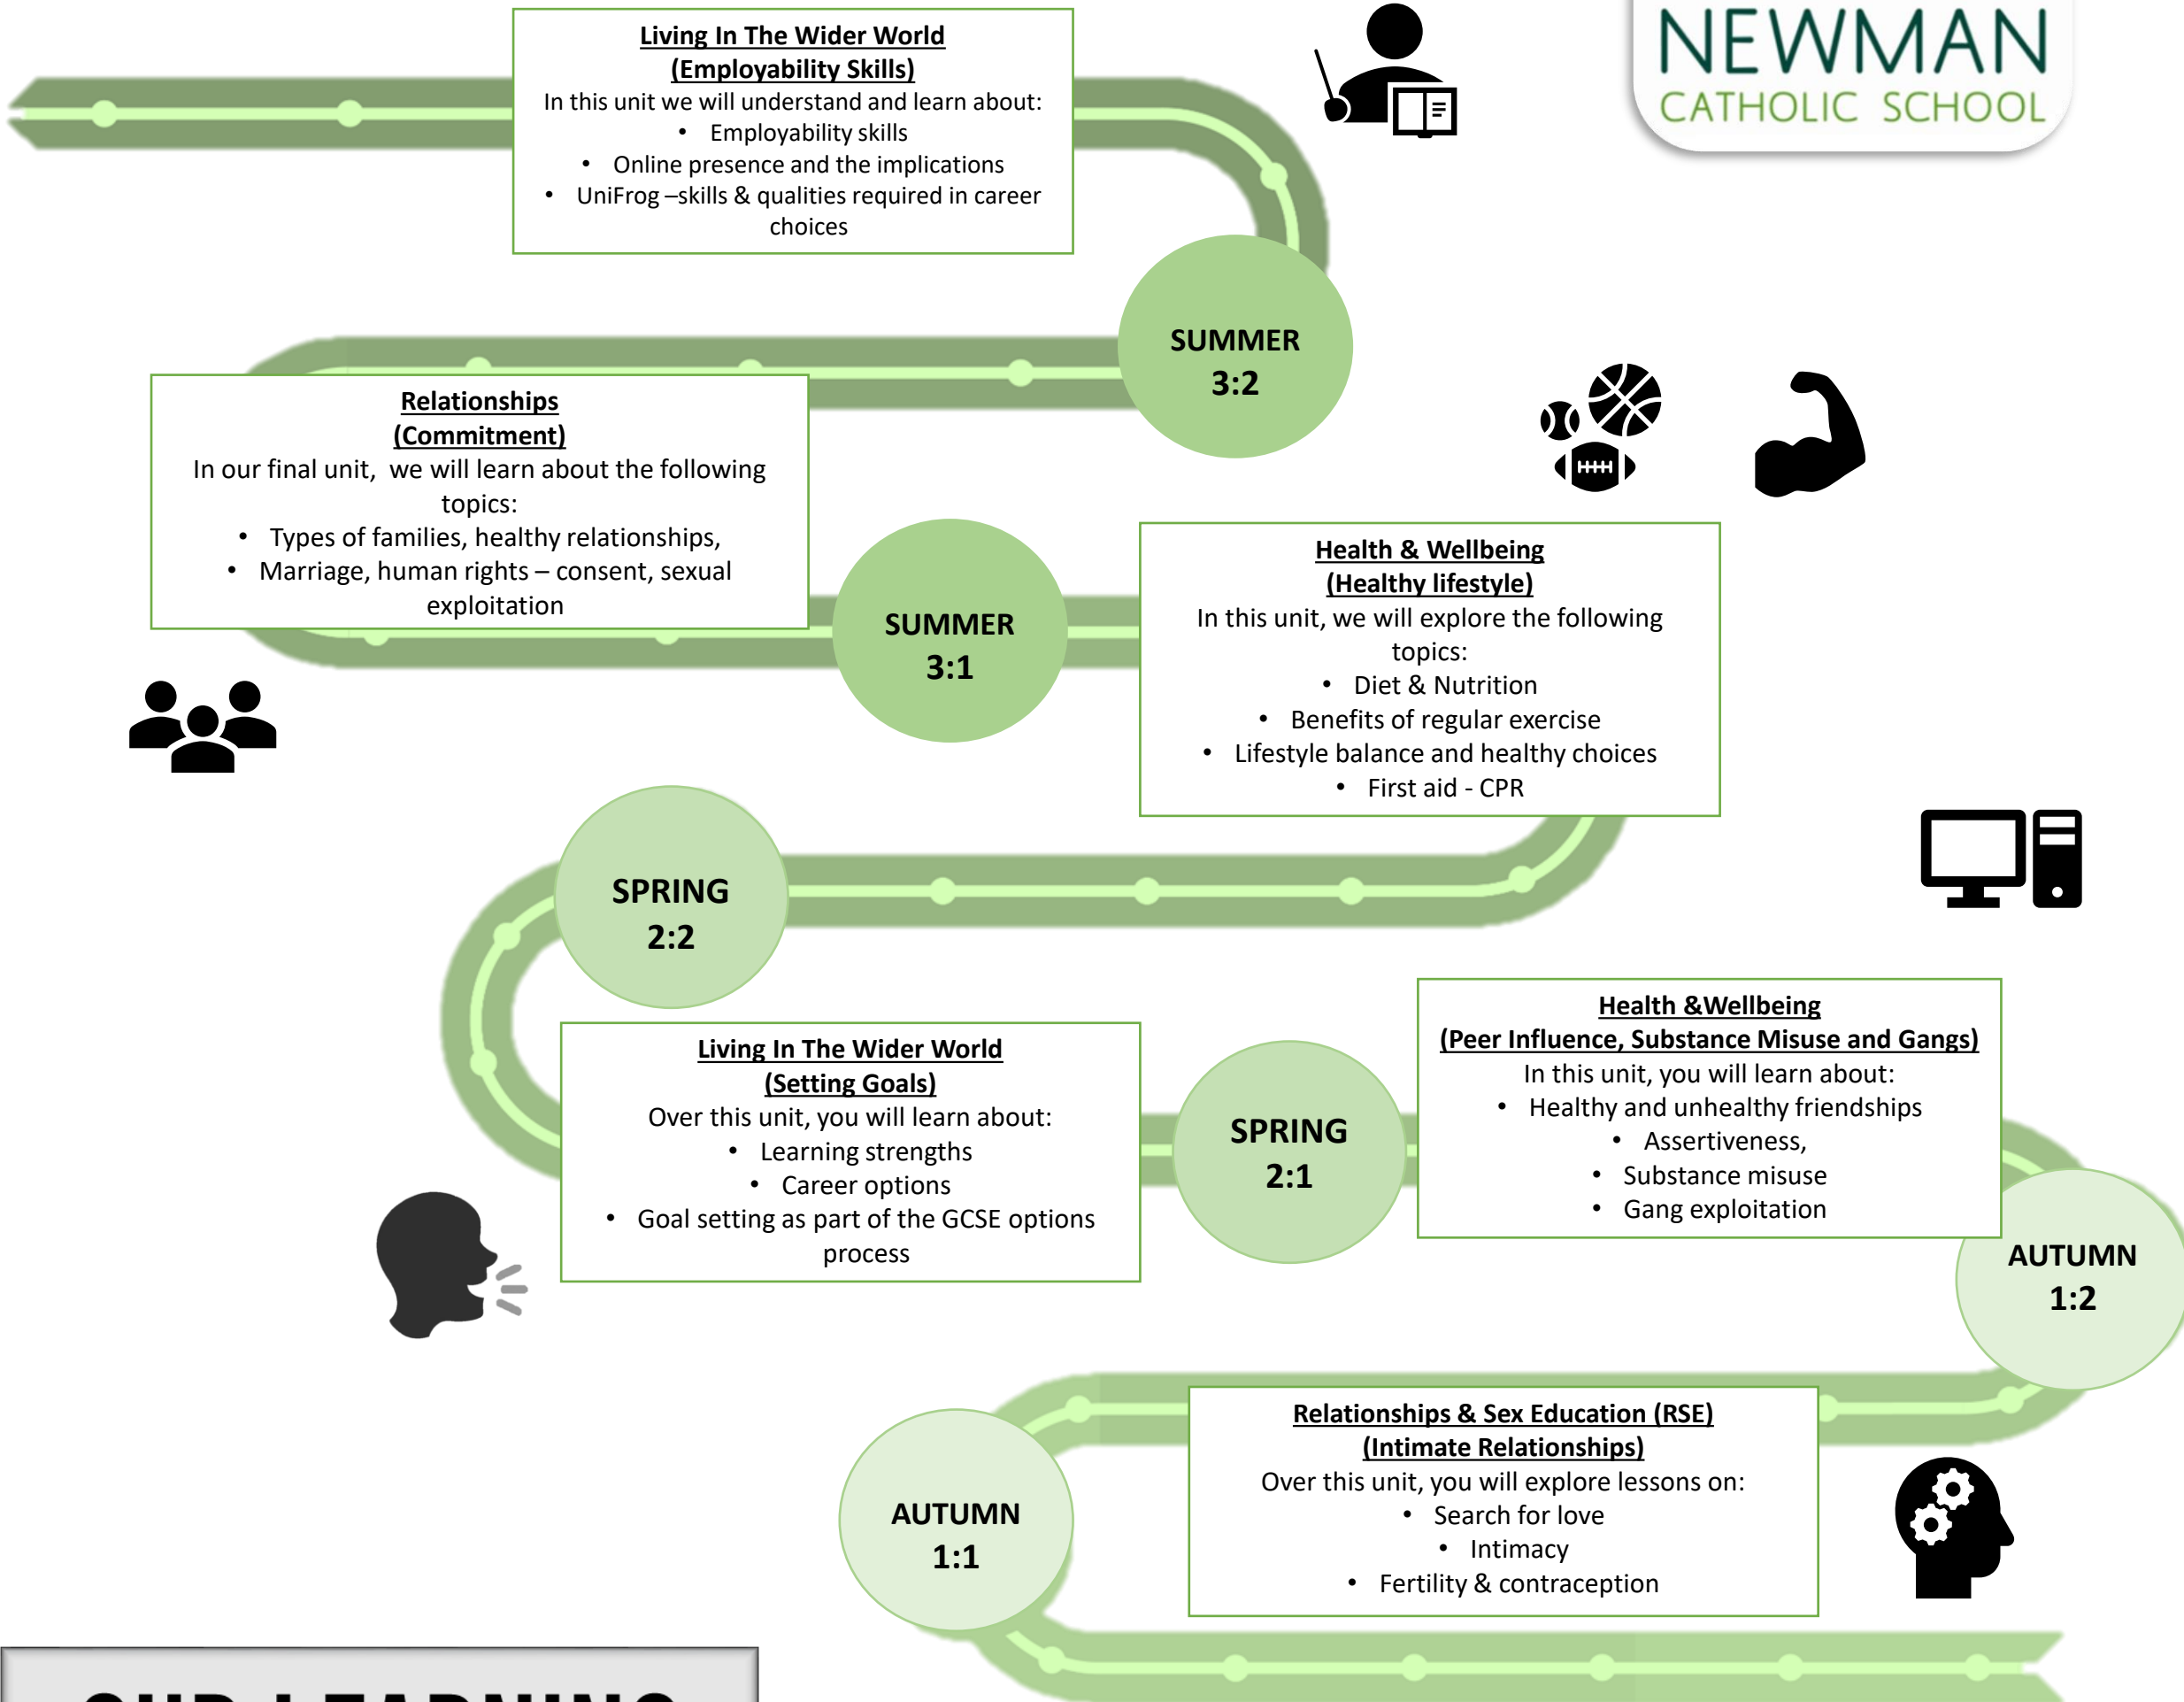 Living In The Wider World
(Employability Skills)
In this unit we will understand and learn about:
• Employability skills
• Online presence and the implications
• UniFrog –skills & qualities required in career
choices
NEWMAN
CATHOLIC SCHOOL
SUMMER
3:2
Relationships
(Commitment)
In our final unit, we will learn about the following
topics:
• Types of families, healthy relationships,
• Marriage, human rights – consent, sexual
exploitation
SUMMER
3:1
Health & Wellbeing
(Healthy lifestyle)
In this unit, we will explore the following
topics:
• Diet & Nutrition
• Benefits of regular exercise
• Lifestyle balance and healthy choices
• First aid - CPR
SPRING
2:2
Living In The Wider World
(Setting Goals)
Over this unit, you will learn about:
• Learning strengths
• Career options
• Goal setting as part of the GCSE options
process
SPRING
2:1
Health &Wellbeing
(Peer Influence, Substance Misuse and Gangs)
In this unit, you will learn about:
• Healthy and unhealthy friendships
• Assertiveness,
• Substance misuse
• Gang exploitation
AUTUMN
1:2
Relationships & Sex Education (RSE)
(Intimate Relationships)
Over this unit, you will explore lessons on:
• Search for love
• Intimacy
• Fertility & contraception
AUTUMN
1:1
OUR LEARNING